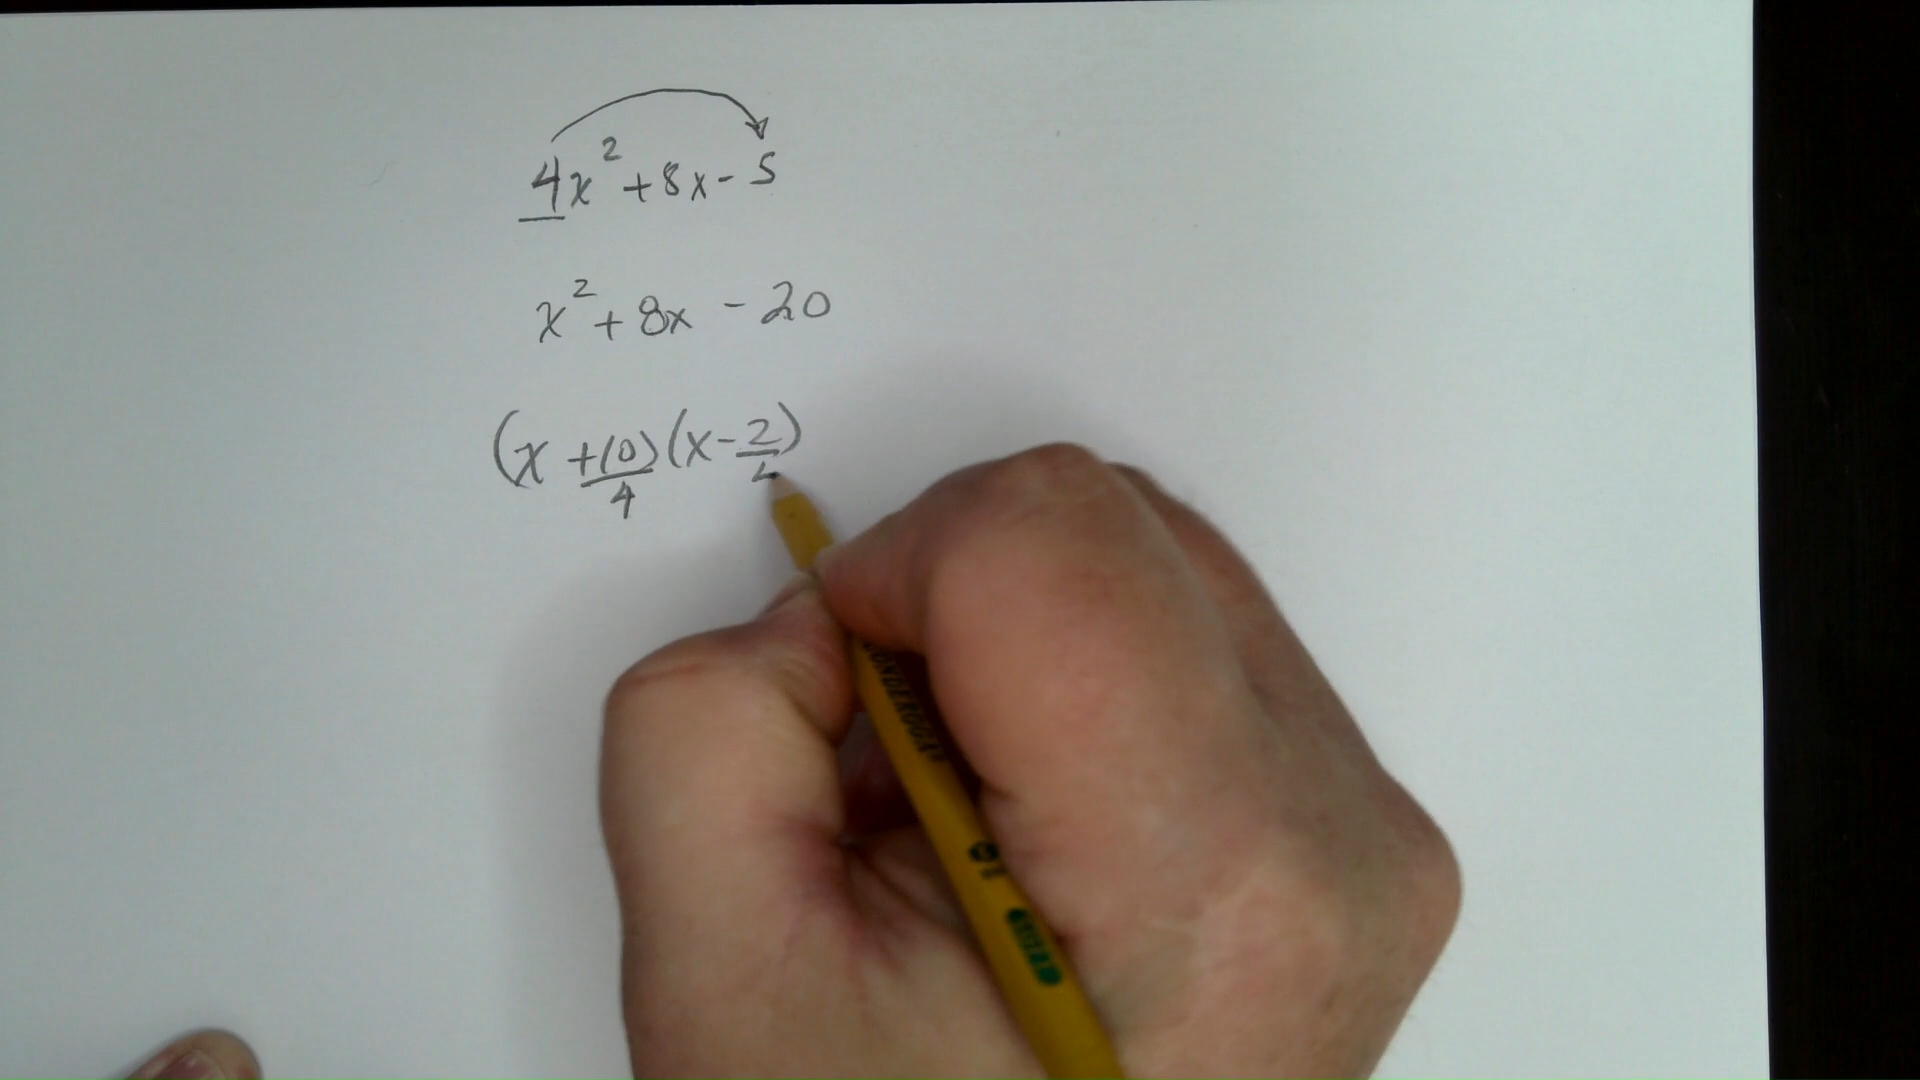 4x² + 8x - 5
x² + 8x - 20
(x + 10)(x - 2)
4